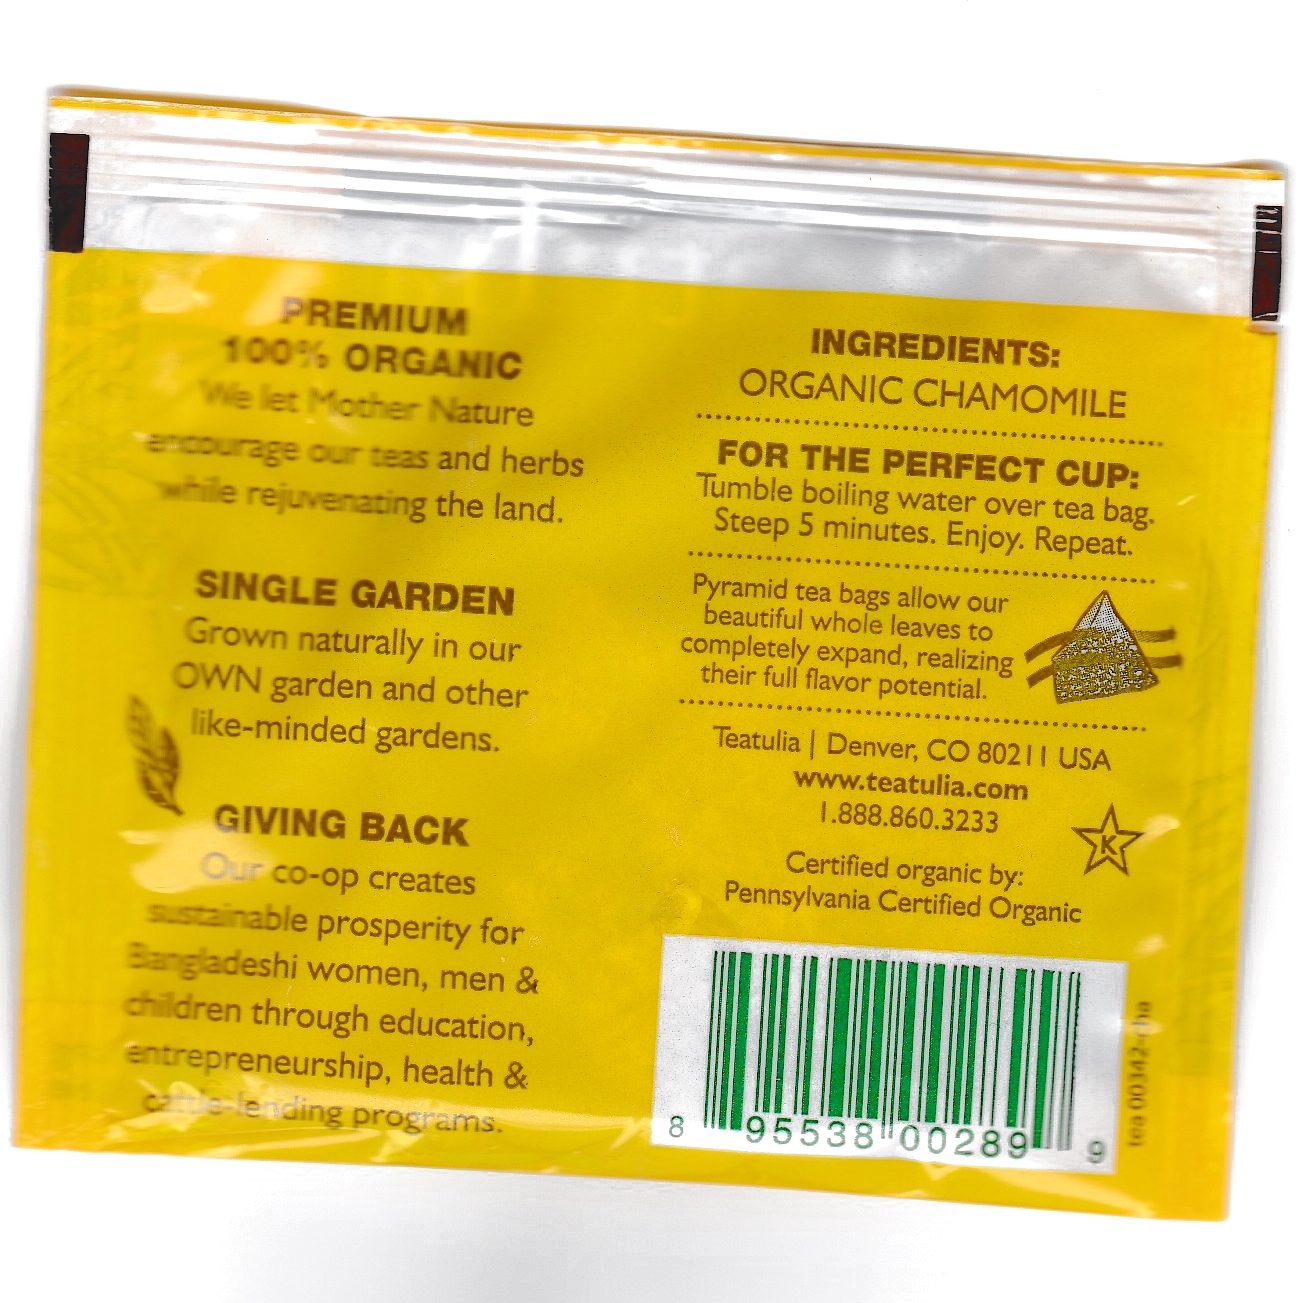 PREMIUM
100% ORGANIC
We let Mother Nature
encourage our teas and herbs
while rejuvenating the land.
SINGLE GARDEN
Grown naturally in our
OWN garden and other
like-minded gardens.
GIVING BACK
Our co-op creates
sustainable prosperity for
Bangladeshi women, men &
children through education,
entrepreneurship, health &
cattle-lending programs.
INGREDIENTS:
ORGANIC CHAMOMILE
FOR THE PERFECT CUP:
Tumble boiling water over tea bag.
Steep 5 minutes. Enjoy. Repeat.
Pyramid tea bags allow our
beautiful whole leaves to
completely expand, realizing
their full flavor potential.
Teatulia | Denver, CO 80211 USA
www.teatulia.com
1.888.860.3233
K
Certified organic by:
Pennsylvania Certified Organic
8 95538 00289 9
tea 00342-cha